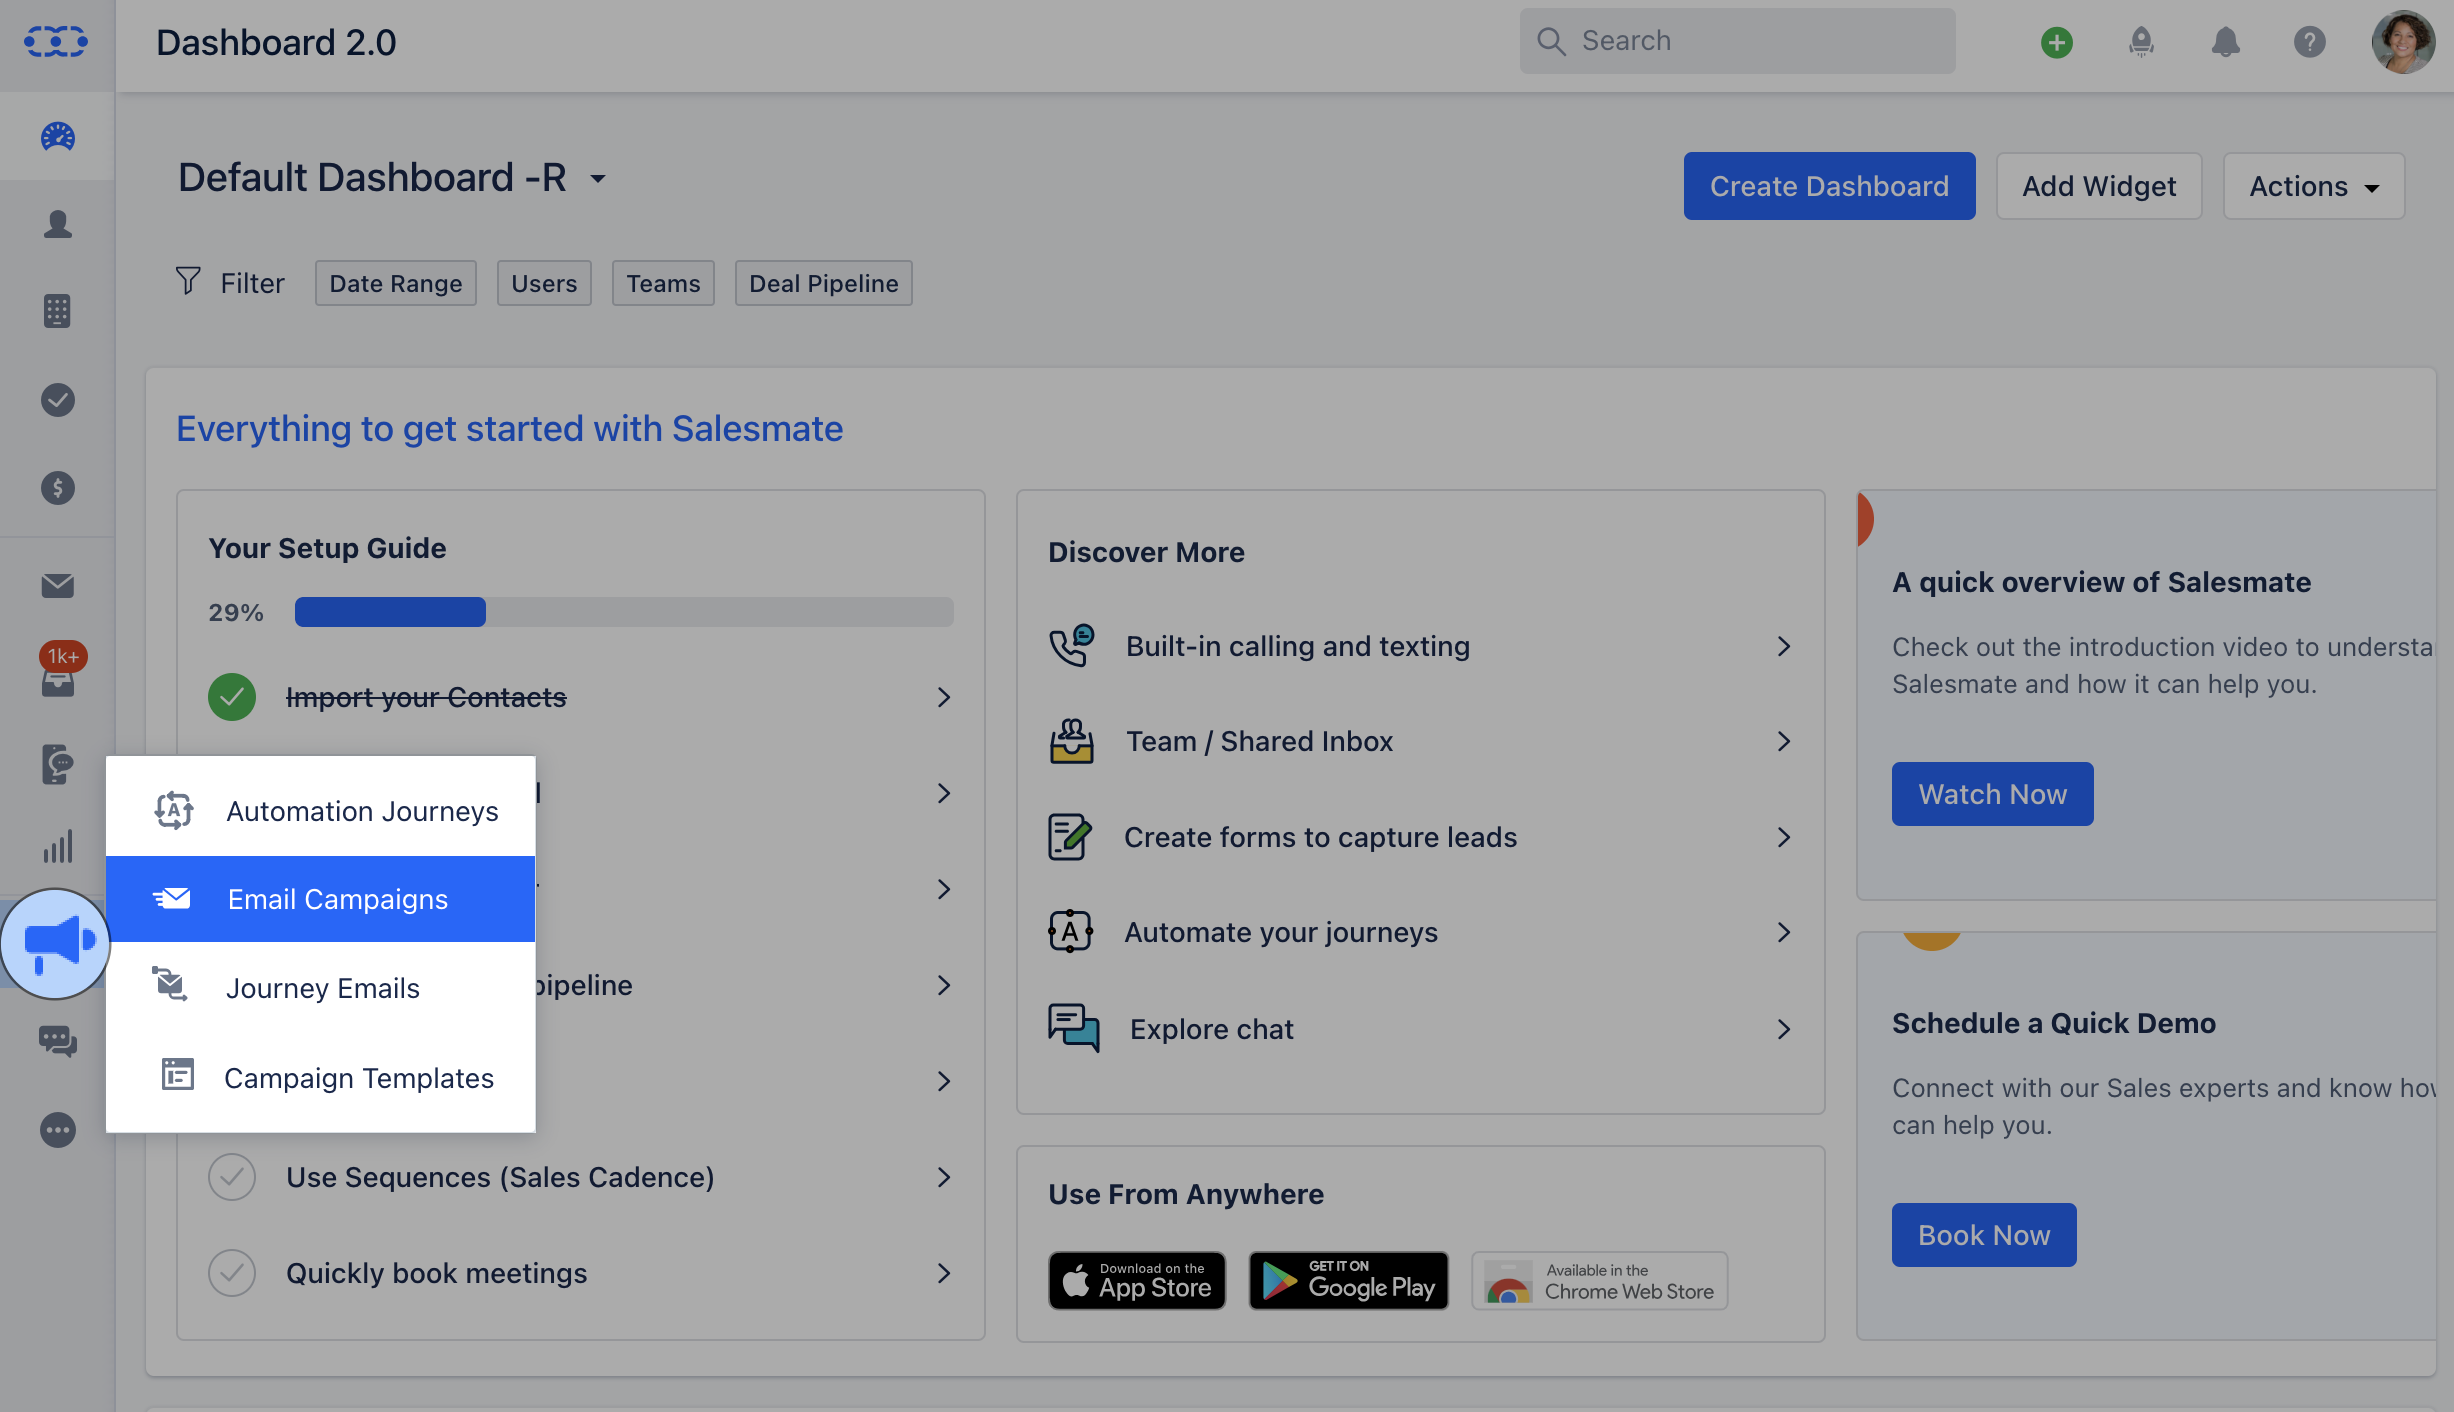 Dashboard 2.0
Search
Default Dashboard -R
Create Dashboard
Add Widget
Actions
Filter
Date Range
Users
Teams
Deal Pipeline
Everything to get started with Salesmate
Your Setup Guide
29%
Import your Contacts
pipeline
Use Sequences (Sales Cadence)
Quickly book meetings
1k+
Automation Journeys
Email Campaigns
Journey Emails
Campaign Templates
Discover More
Built-in calling and texting
Team / Shared Inbox
Create forms to capture leads
A
Automate your journeys
Explore chat
Use From Anywhere
Download on the
App Store
GET IT ON
Google Play
Available in the
Chrome Web Store
A quick overview of Salesmate
Check out the introduction video to understa
Salesmate and how it can help you.
Watch Now
Schedule a Quick Demo
Connect with our Sales experts and know how
can help you.
Book Now